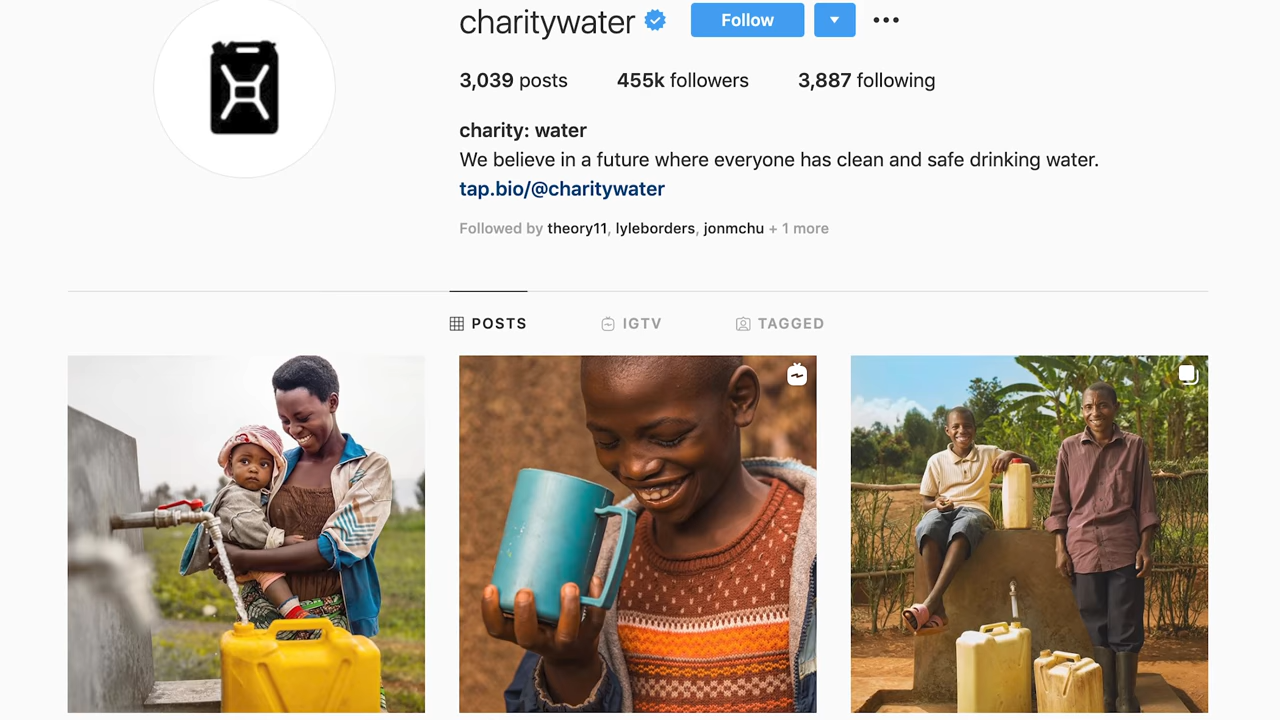 charitywater Follow
3,039 posts 455k followers 3,887 following
charity: water
We believe in a future where everyone has clean and safe drinking water.
tap.bio/@charitywater
Followed by theory11, lyleborders, jonmchu + 1 more
POSTS IGTV TAGGED